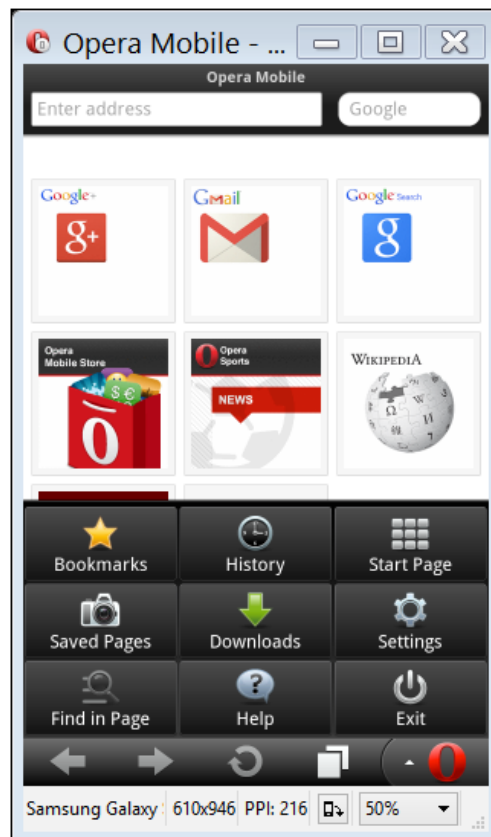 Opera Mobile - ...
Opera Mobile
Enter address
Google
Google+
g+
Gmail
Google Search
g
Opera
Mobile Store
$ €
Opera
Sports
NEWS
WIKIPEDIA
Ω W И
Bookmarks
History
Start Page
Saved Pages
Downloads
Settings
Find in Page
Help
Exit
Samsung Galaxy
610x946
PPI: 216
50%